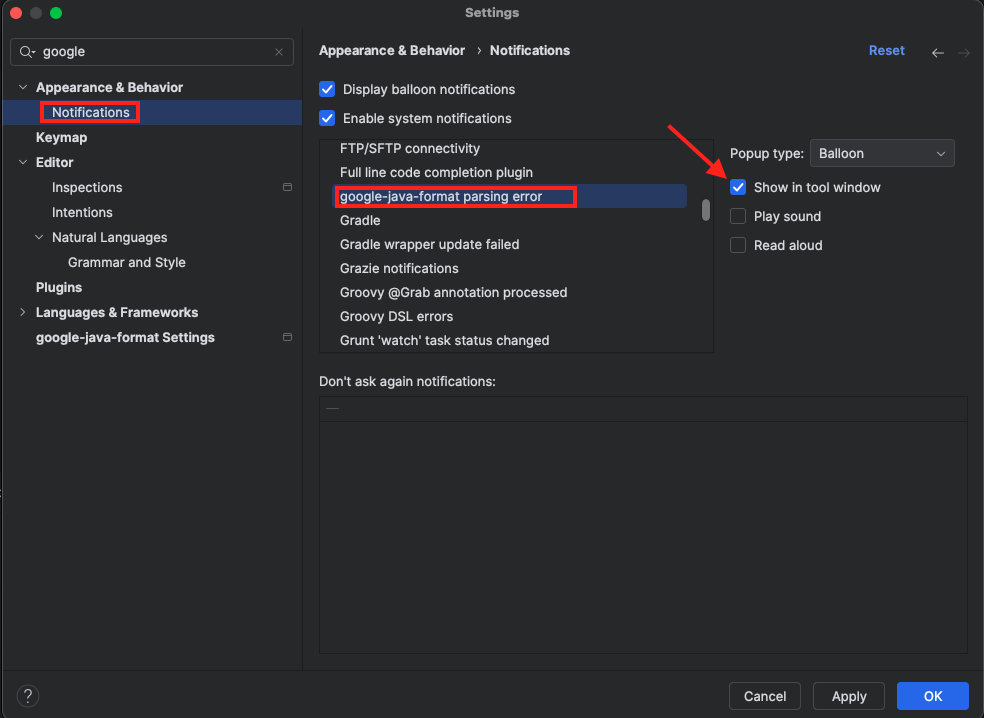 Settings
google
Appearance & Behavior
Notifications
Keymap
Editor
Inspections
Intentions
Natural Languages
Grammar and Style
Plugins
Languages & Frameworks
google-java-format Settings
Appearance & Behavior › Notifications
Reset
Display balloon notifications
Enable system notifications
FTP/SFTP connectivity
Full line code completion plugin
google-java-format parsing error
Gradle
Gradle wrapper update failed
Grazie notifications
Groovy @Grab annotation processed
Groovy DSL errors
Grunt 'watch' task status changed
Popup type: Balloon
Show in tool window
Play sound
Read aloud
Don't ask again notifications:
?
Cancel
Apply
OK